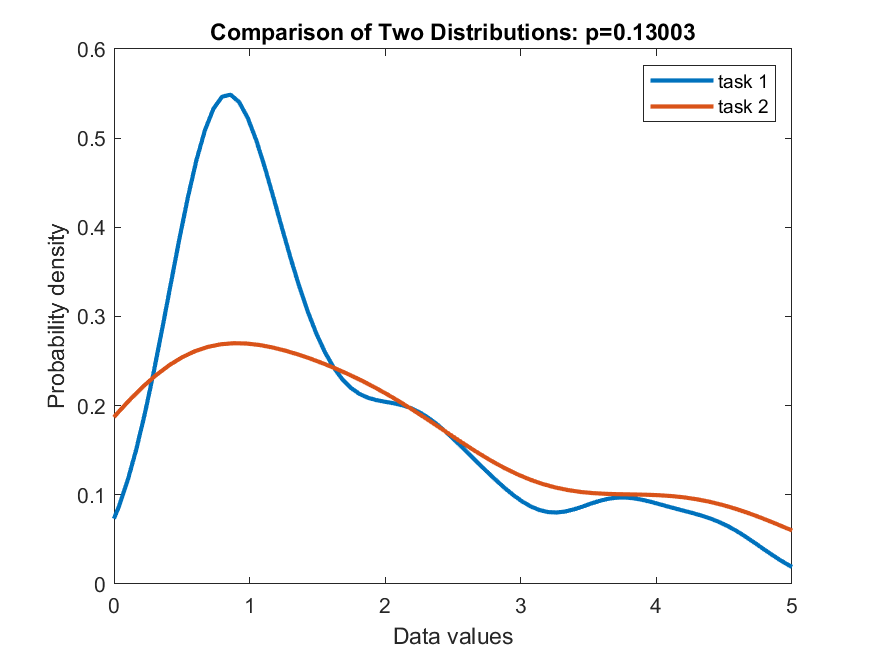 Comparison of Two Distributions: p=0.13003
0.6
0.5
0.4
0.3
0.2
0.1
0
Probability density
task 1
task 2
0 1 2 3 4 5
Data values